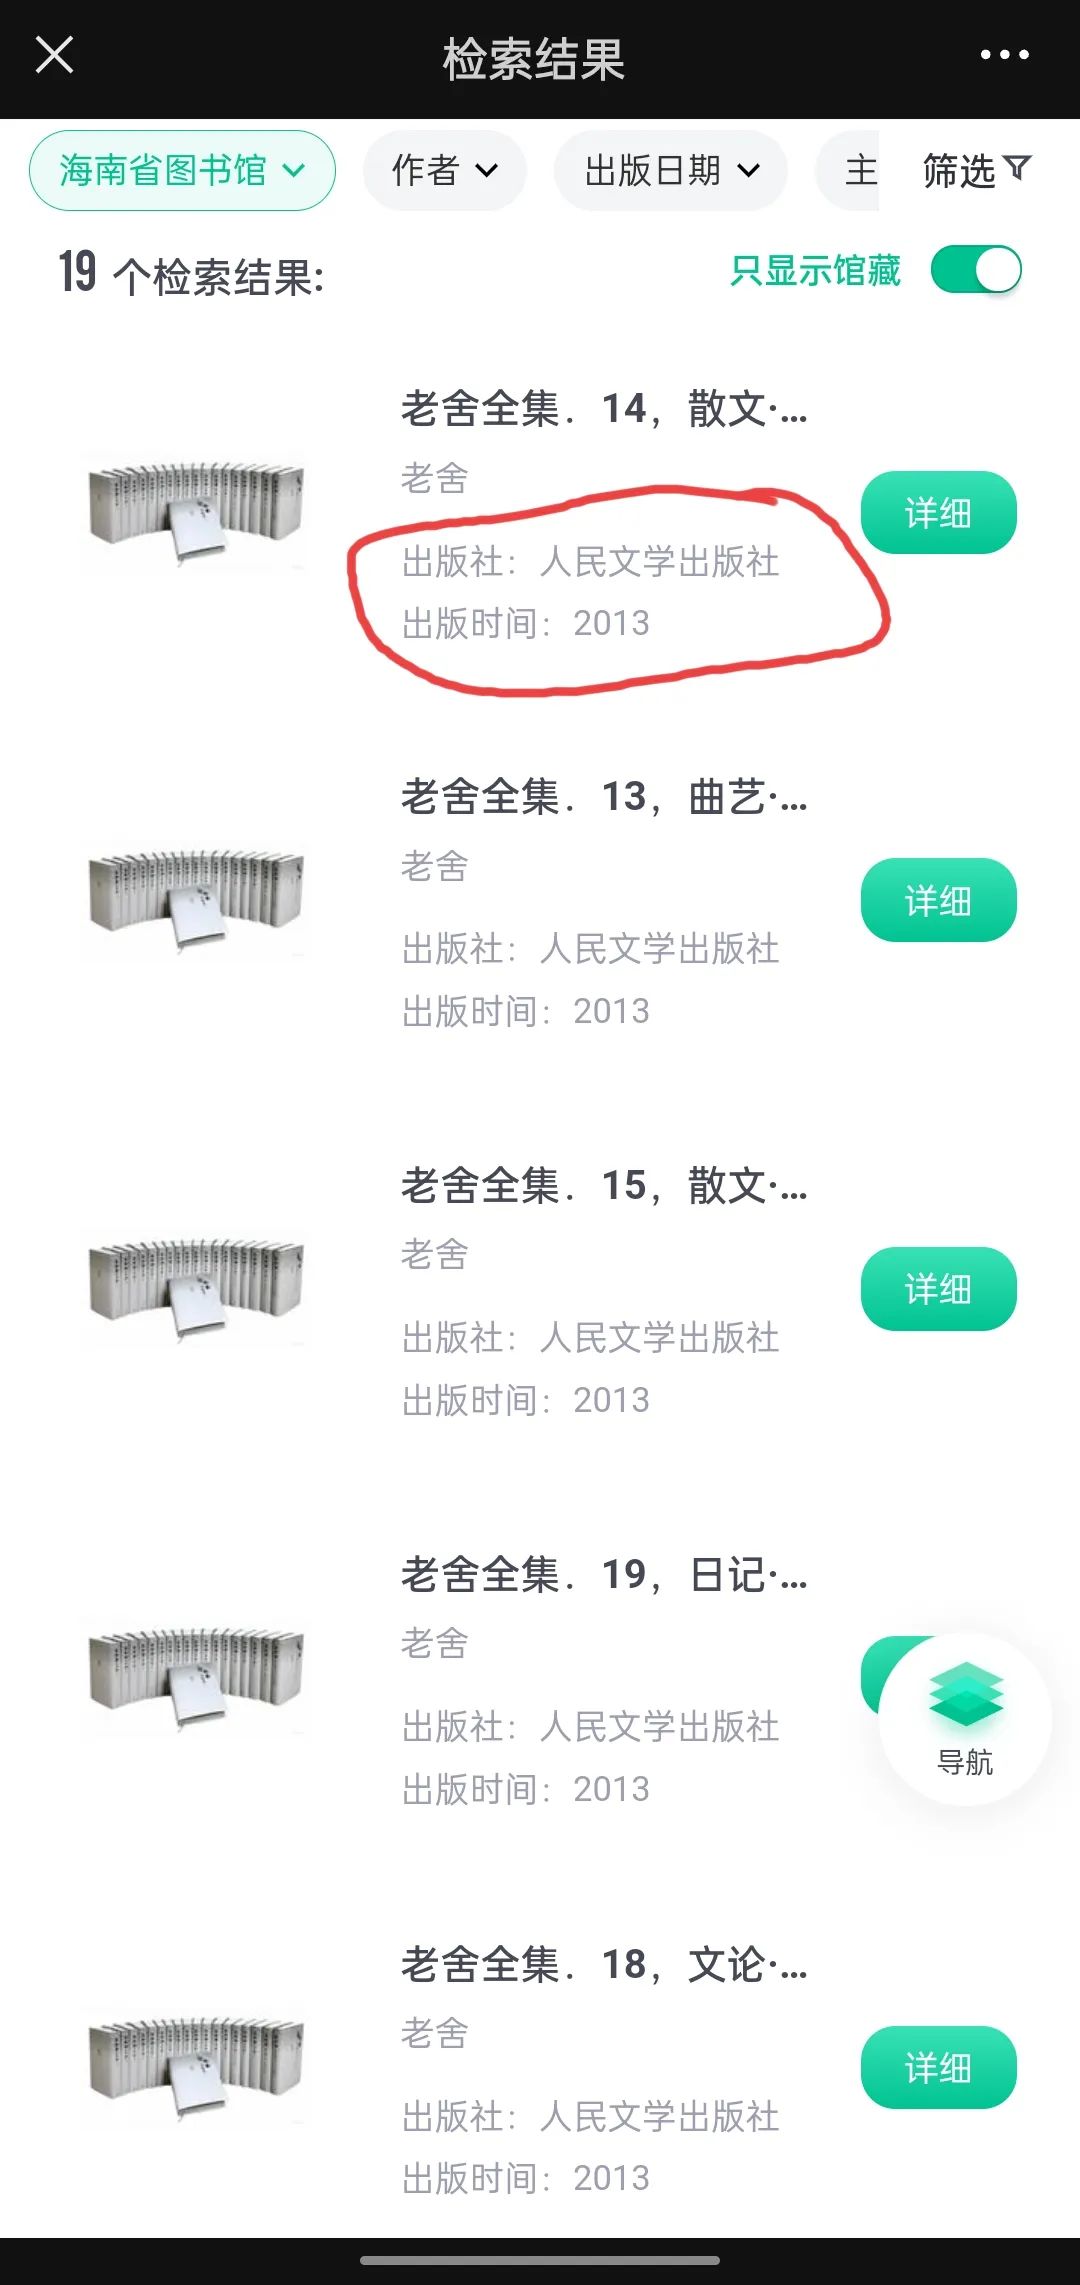 检索结果
海南省图书馆 作者 出版日期 主 筛选
19 个检索结果:
只显示馆藏
老舍全集．14，散文·...
老舍
出版社：人民文学出版社
出版时间：2013
详细
老舍全集．13，曲艺·...
老舍
出版社：人民文学出版社
出版时间：2013
详细
老舍全集．15，散文·...
老舍
出版社：人民文学出版社
出版时间：2013
详细
老舍全集．19，日记·...
老舍
出版社：人民文学出版社
出版时间：2013
导航
老舍全集．18，文论·...
老舍
出版社：人民文学出版社
出版时间：2013
详细